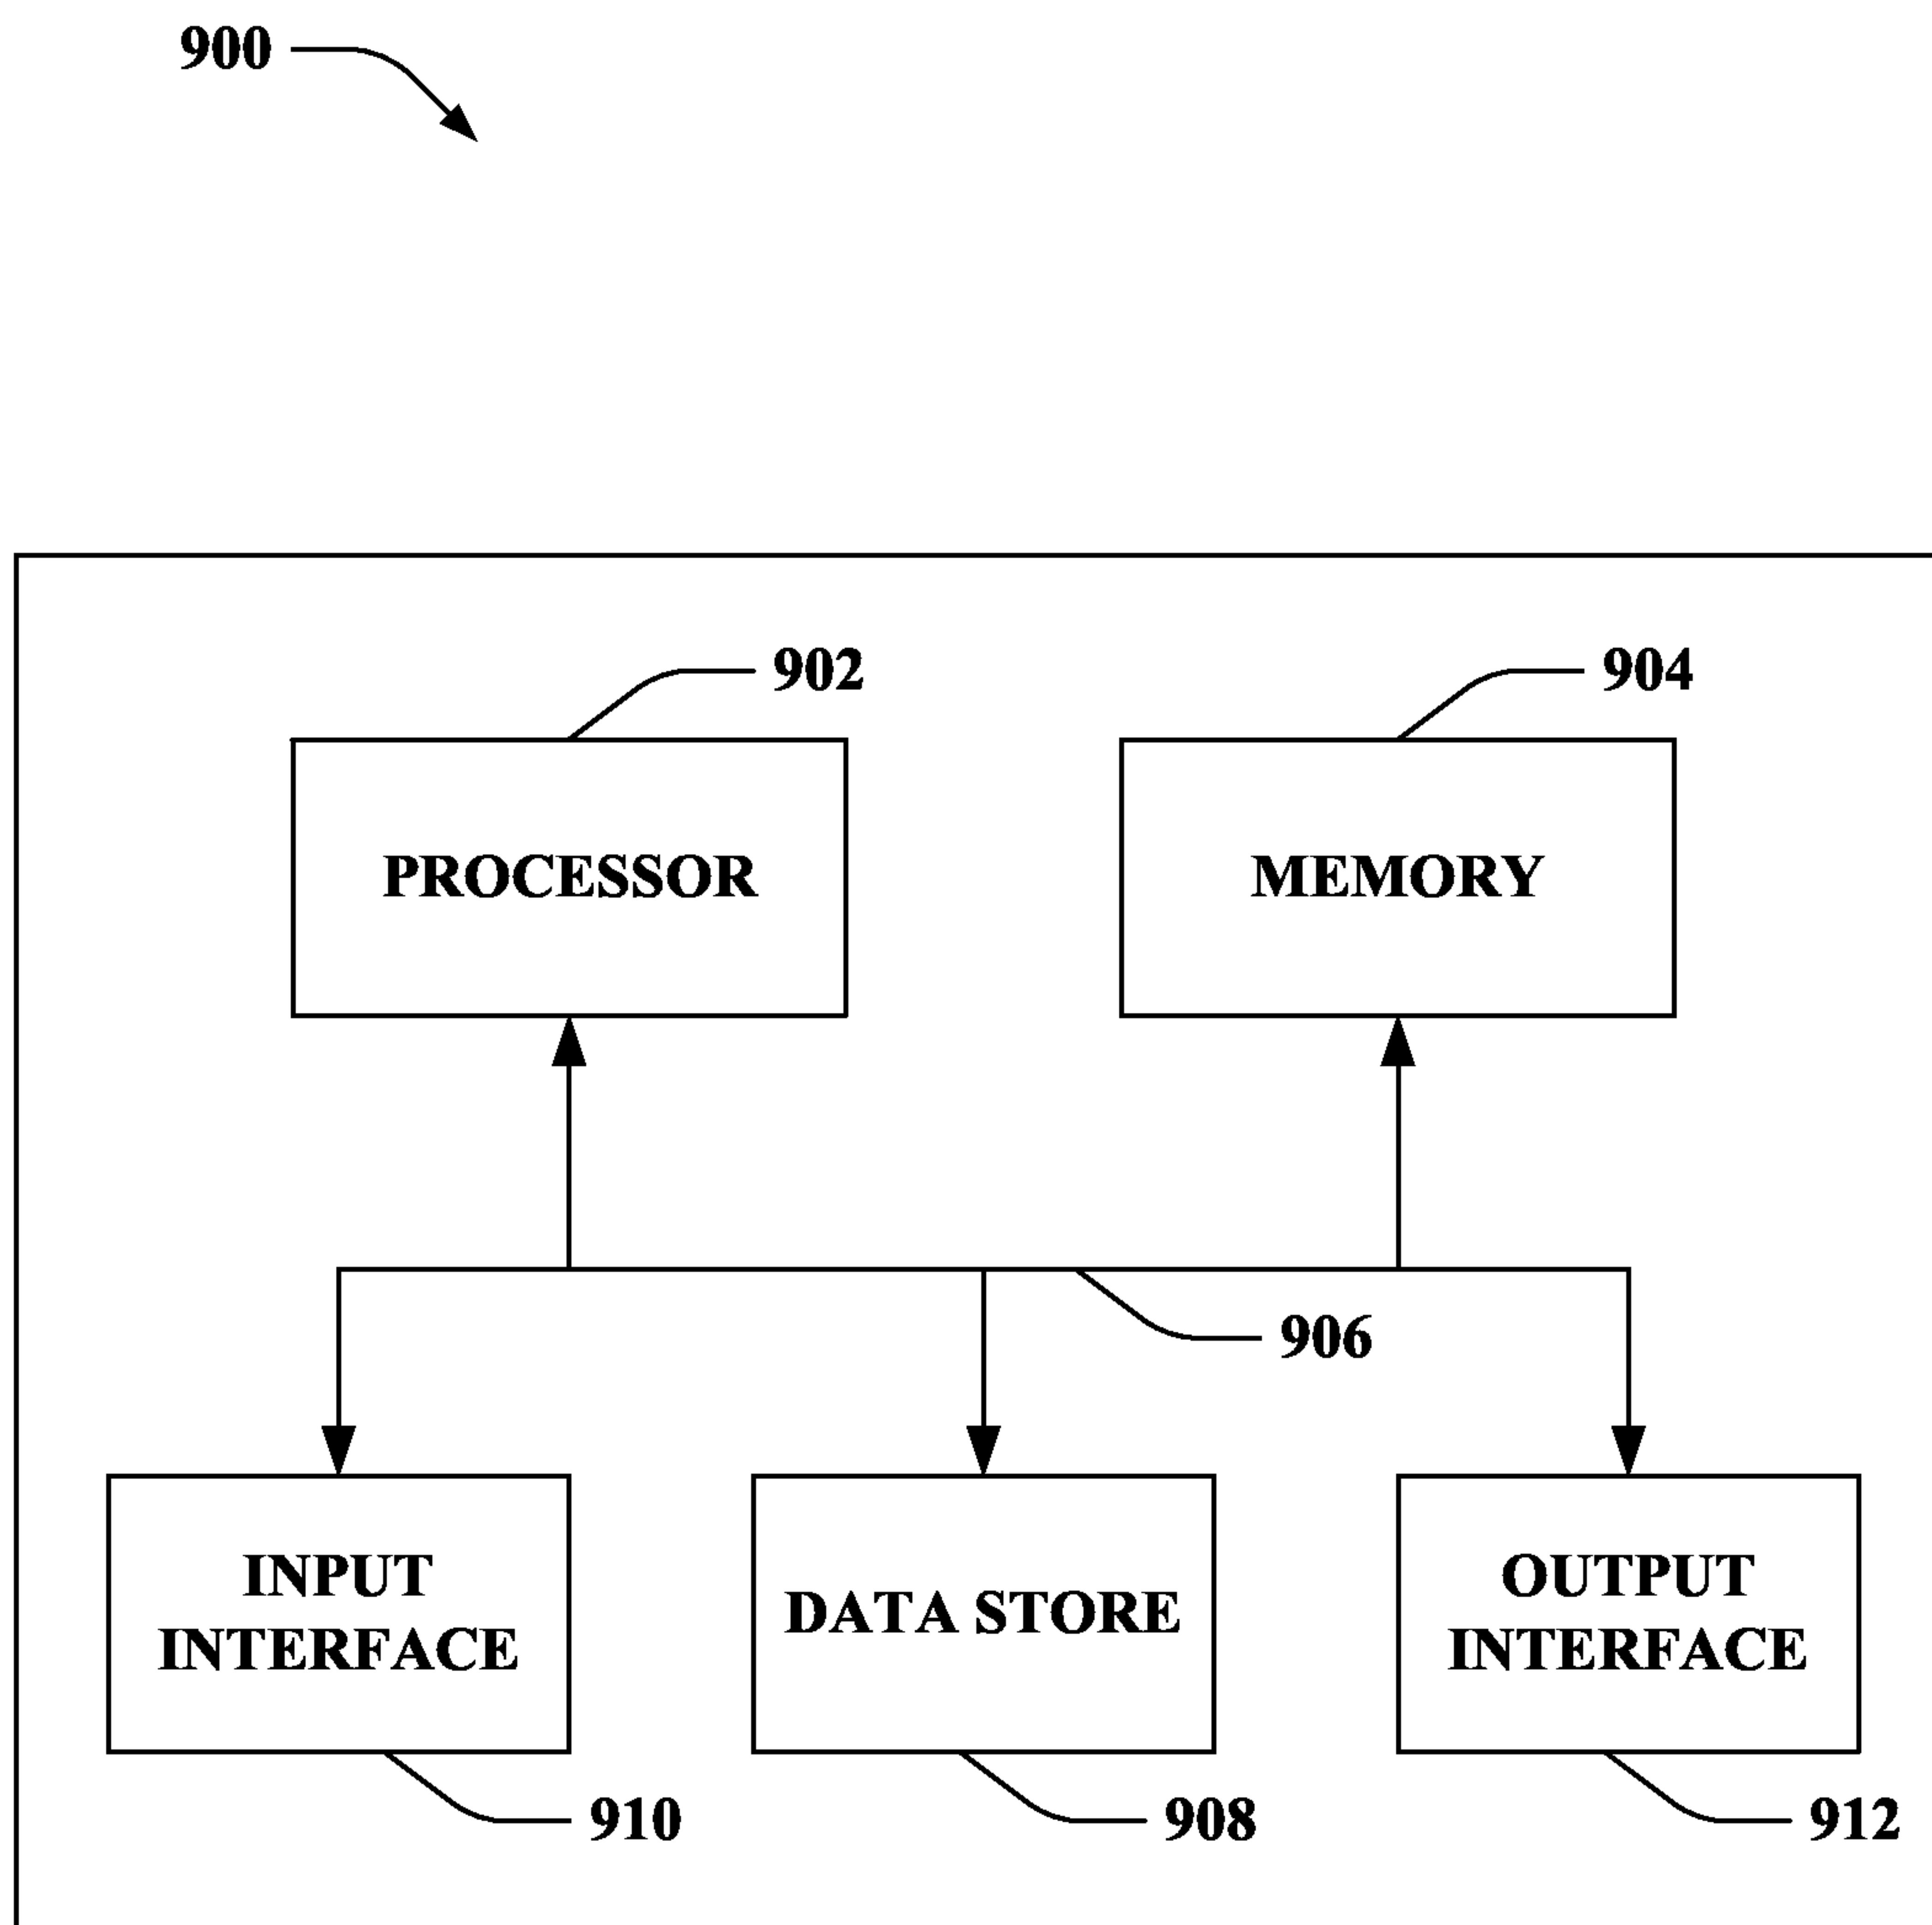 900
902
904
PROCESSOR
MEMORY
906
INPUT
INTERFACE
DATA STORE
OUTPUT
INTERFACE
910
908
912